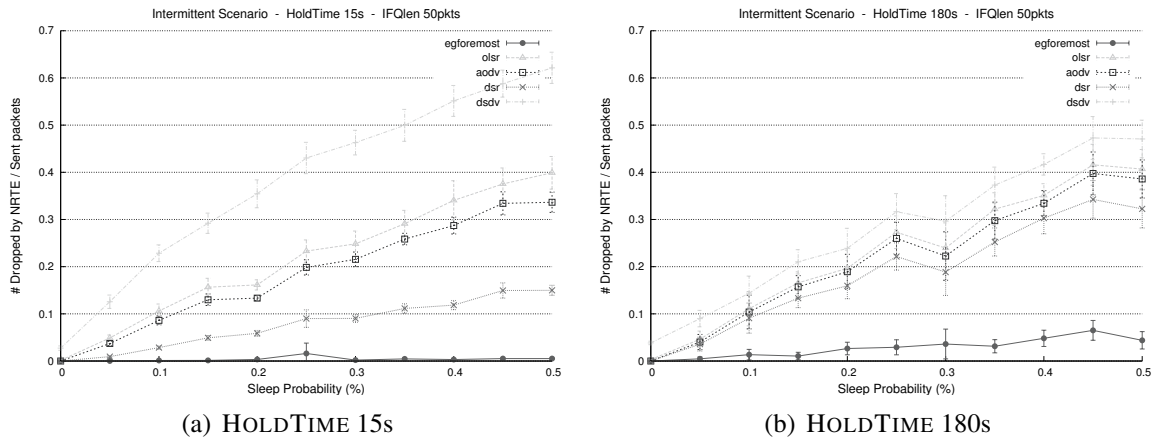 Intermittent Scenario - HoldTime 15s - IFQlen 50pkts
0.7
0.6
0.5
0.4
0.3
0.2
0.1
0
# Dropped by NRTE / Sent packets
egforemost
olsr
aodv
dsr
dsdv
0 0.1 0.2 0.3 0.4 0.5
Sleep Probability (%)
(a) HOLDTIME 15s
Intermittent Scenario - HoldTime 180s - IFQlen 50pkts
0.7
0.6
0.5
0.4
0.3
0.2
0.1
0
# Dropped by NRTE / Sent packets
egforemost
olsr
aodv
dsr
dsdv
0 0.1 0.2 0.3 0.4 0.5
Sleep Probability (%)
(b) HOLDTIME 180s